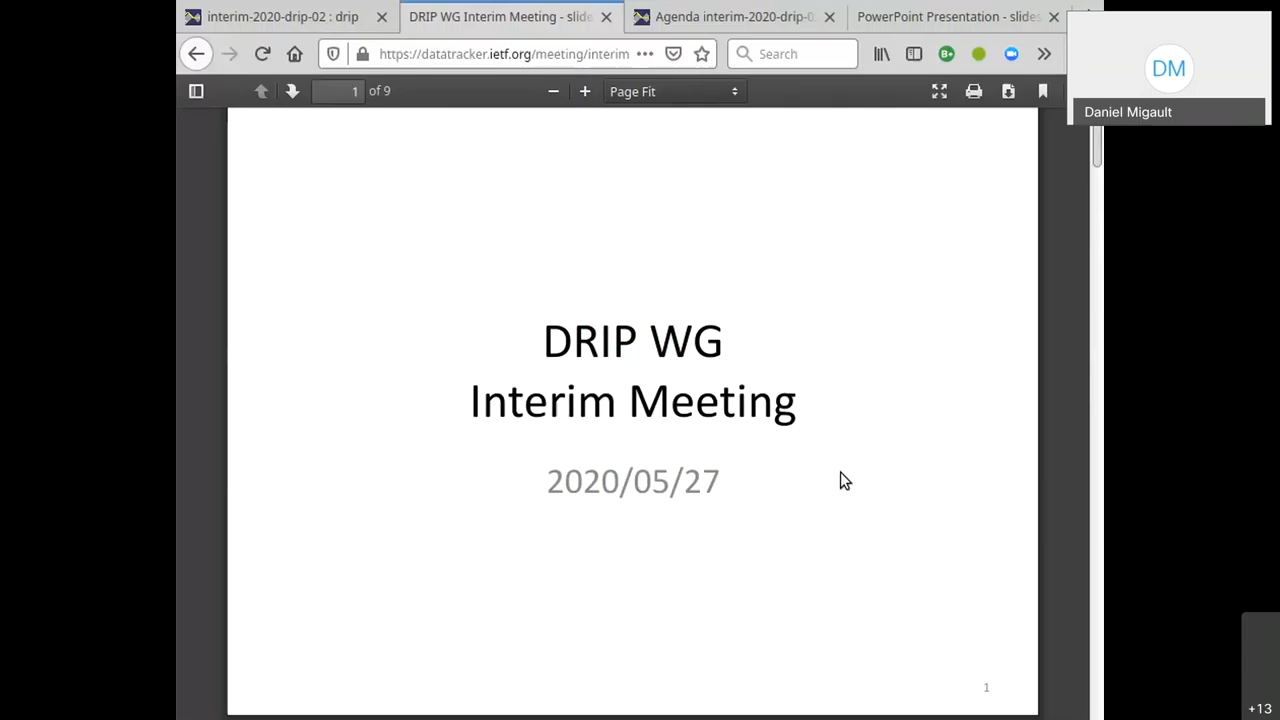 interim-2020-drip-02 : drip
DRIP WG Interim Meeting - slide
Agenda interim-2020-drip-0
PowerPoint Presentation - slides
https://datatracker.ietf.org/meeting/interim
Search
1 of 9
Page Fit
DM
Daniel Migault
DRIP WG
Interim Meeting
2020/05/27
1
+13